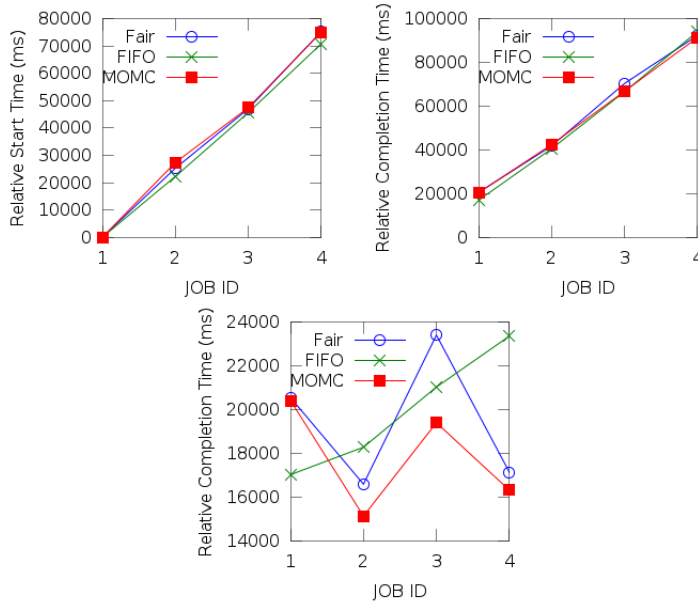 Relative Start Time (ms)
80000
70000
60000
50000
40000
30000
20000
10000
0
Fair
FIFO
MOMC
1 2 3 4
JOB ID
Relative Completion Time (ms)
100000
80000
60000
40000
20000
0
Fair
FIFO
MOMC
1 2 3 4
JOB ID
Relative Completion Time (ms)
24000
22000
20000
18000
16000
14000
Fair
FIFO
MOMC
1 2 3 4
JOB ID